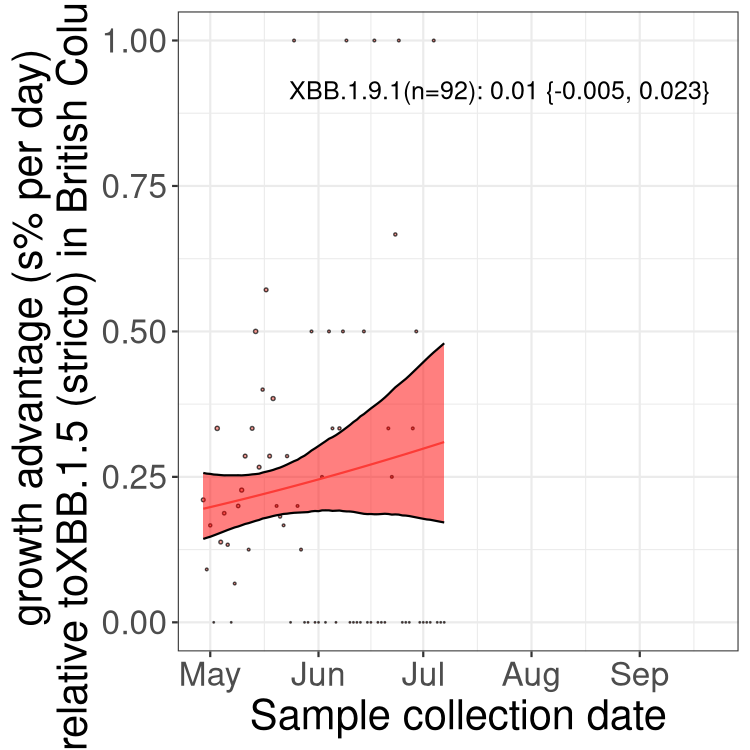 growth advantage (s% per day)
relative toXBB.1.5 (stricto) in British Colu
1.00
0.75
0.50
0.25
0.00
XBB.1.9.1(n=92): 0.01 {-0.005, 0.023}
May Jun Jul Aug Sep
Sample collection date